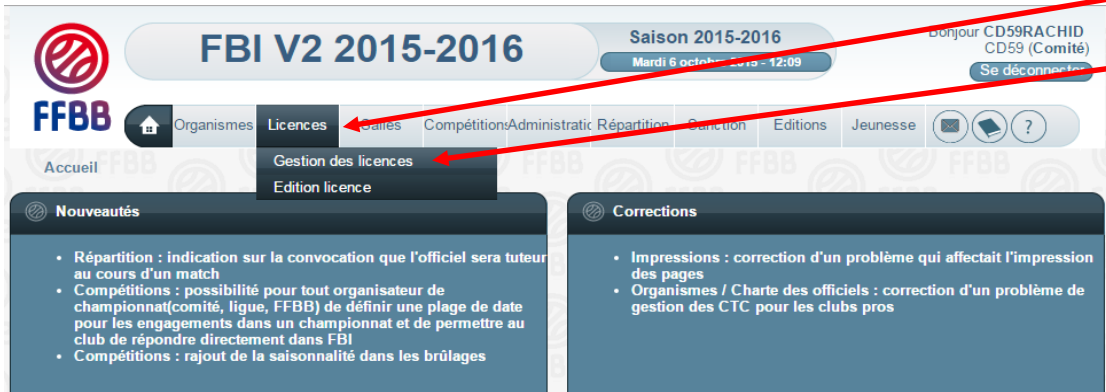 FBI V2 2015-2016
Saison 2015-2016
Mardi 6 octobre 2015 - 12:09
Bonjour CD59RACHID
CD59 (Comité)
Se déconnecter
FFBB
Organismes Licences Salles Compétitions Administratic Répartition Sanction Editions Jeunesse ?
Accueil
Gestion des licences
Edition licence
Nouveautés
• Répartition : indication sur la convocation que l'officiel sera tuteur
au cours d'un match
• Compétitions : possibilité pour tout organisateur de
championnat(comité, ligue, FFBB) de définir une plage de date
pour les engagements dans un championnat et de permettre au
club de répondre directement dans FBI
• Compétitions : rajout de la saisonnalité dans les brûlages
Corrections
• Impressions : correction d'un problème qui affectait l'impression
des pages
• Organismes / Charte des officiels : correction d'un problème de
gestion des CTC pour les clubs pros